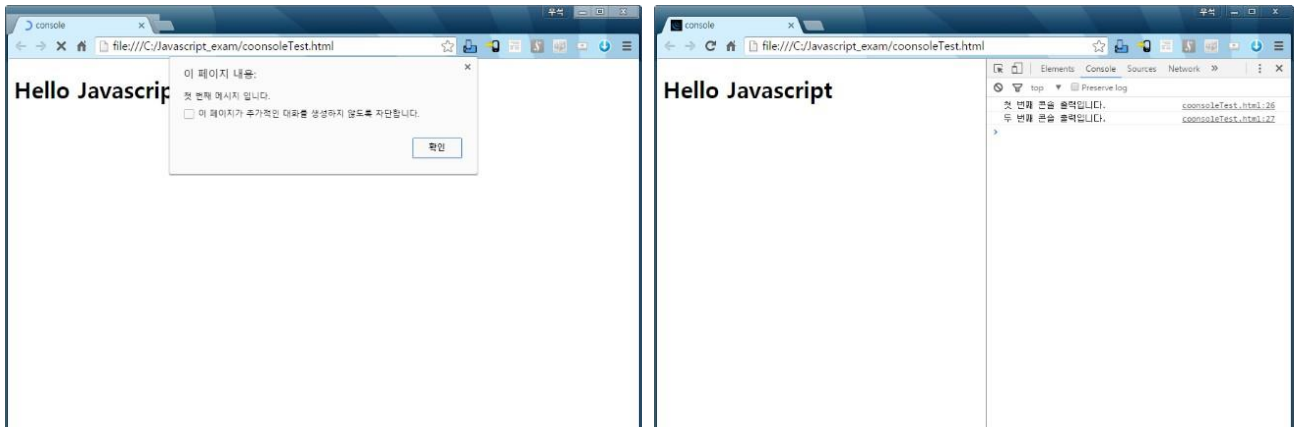 console
우석
file:///C:/Javascript_exam/coonsoleTest.html
Hello Javascrip
이 페이지 내용:
첫 번째 메시지 입니다.
이 페이지가 추가적인 대화를 생성하지 않도록 차단합니다.
확인
console
우석
file:///C:/Javascript_exam/coonsoleTest.html
Hello Javascript
Elements Console Sources Network »
top ▼ Preserve log
첫 번째 콘솔 출력입니다. coonsoleTest.html:26
두 번째 콘솔 출력입니다. coonsoleTest.html:27
>